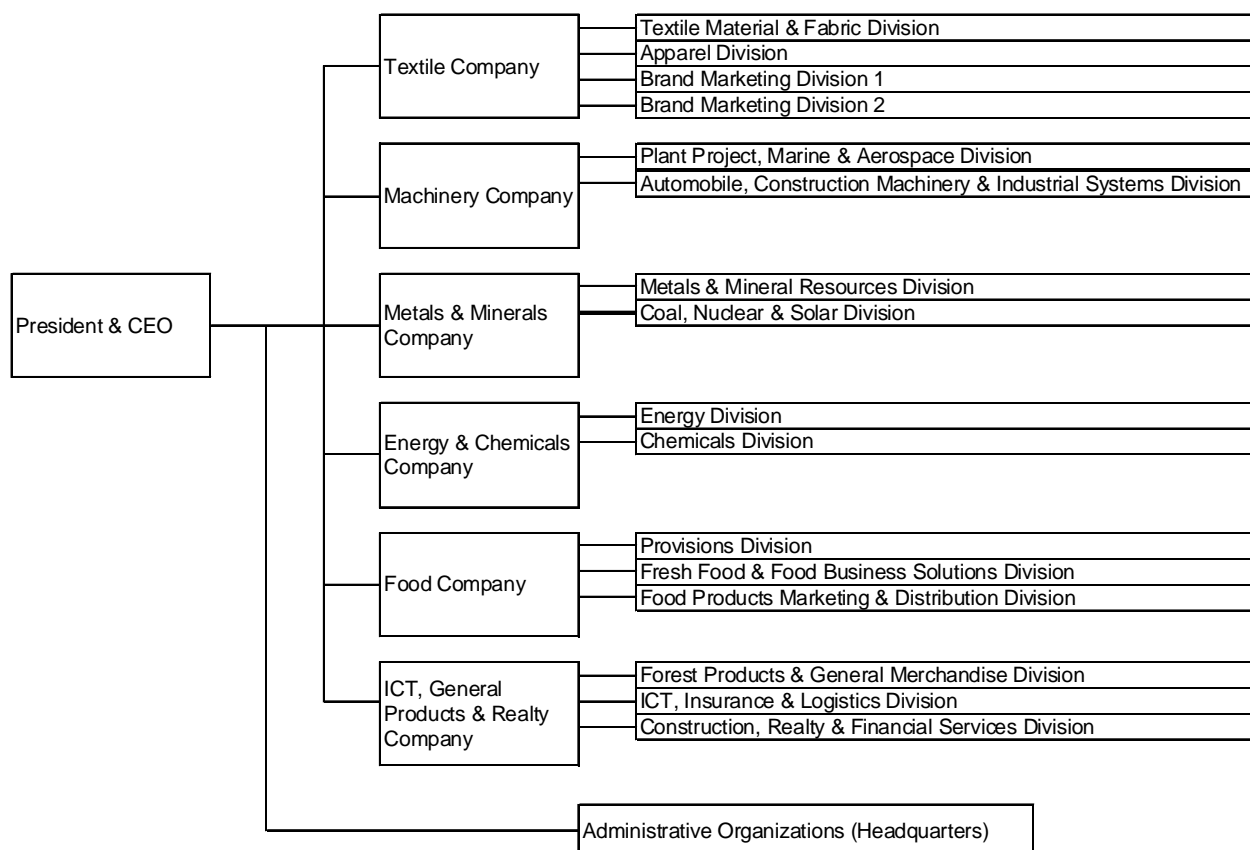 Textile Material & Fabric Division
Apparel Division
Textile Company
Brand Marketing Division 1
Brand Marketing Division 2
Plant Project, Marine & Aerospace Division
Automobile, Construction Machinery & Industrial Systems Division
Machinery Company
Metals & Mineral Resources Division
President & CEO
Metals & Minerals
Company
Coal, Nuclear & Solar Division
Energy Division
Energy & Chemicals
Company
Chemicals Division
Provisions Division
Fresh Food & Food Business Solutions Division
Food Company
Food Products Marketing & Distribution Division
Forest Products & General Merchandise Division
ICT, General
Products & Realty
Company
ICT, Insurance & Logistics Division
Construction, Realty & Financial Services Division
Administrative Organizations (Headquarters)